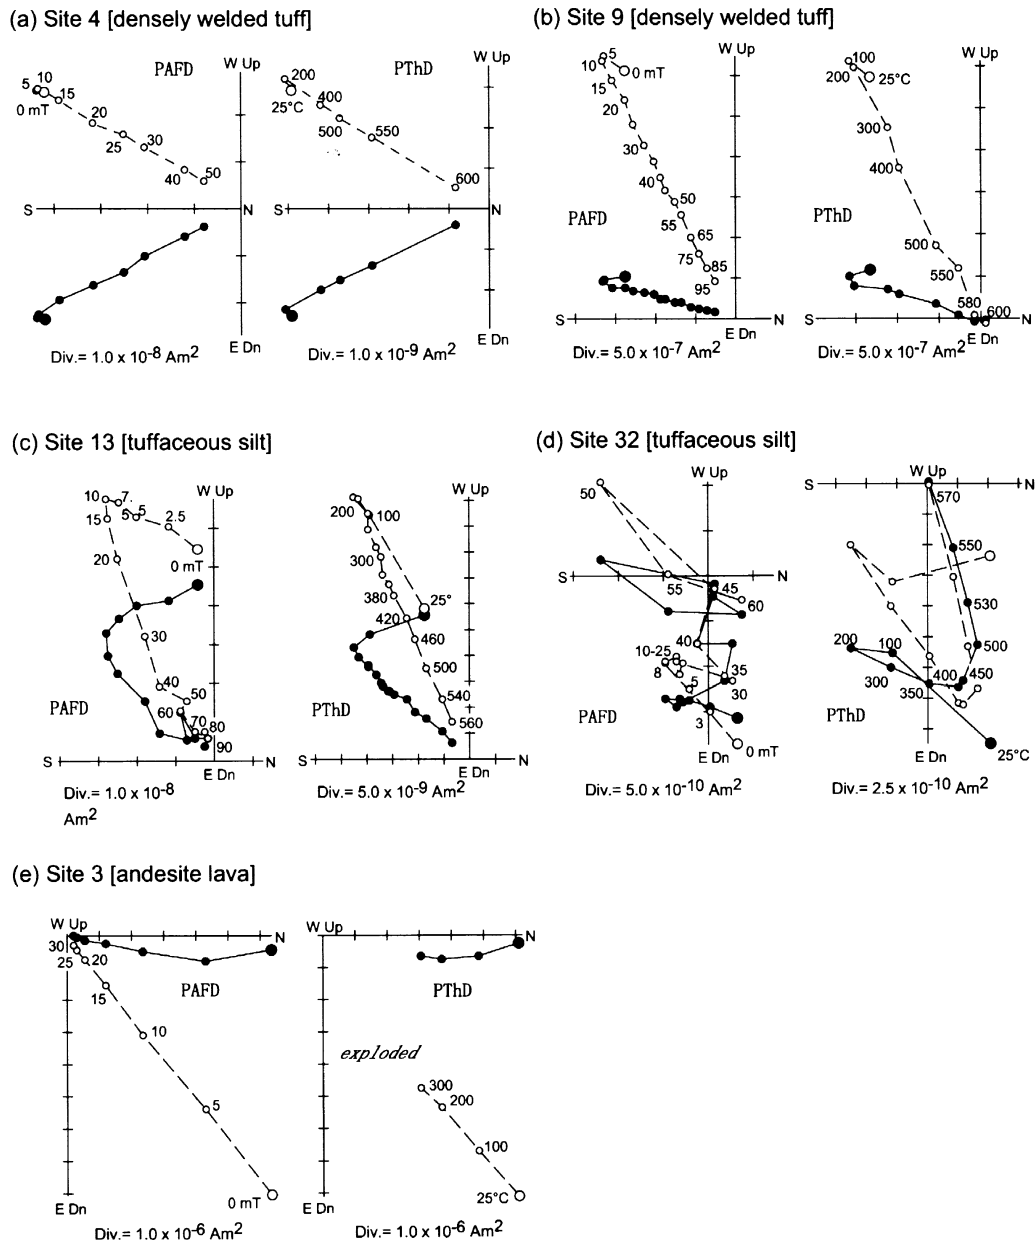 (a) Site 4 [densely welded tuff]
W Up
PAFD
5
10
15
0 mT
20
25
30
40
50
S
E Dn
Div.= 1.0 x 10-8 Am2
W Up
PThD
200
25°C
400
500
550
600
N
E Dn
Div.= 1.0 x 10-9 Am2
(b) Site 9 [densely welded tuff]
W Up
5
10
0 mT
15
20
30
40
50
55
65
75
85
95
PAFD
S
E Dn
Div.= 5.0 x 10-7 Am2
W Up
100
200
25°C
300
400
PThD
500
550
580
600
N
E Dn
Div.= 5.0 x 10-7 Am2
(c) Site 13 [tuffaceous silt]
W Up
10
7.
5
5
2.5
15
0 mT
20
30
40
50
60
70
80
90
PAFD
S
E Dn
Div.= 1.0 x 10-8
Am2
W Up
200
100
300
380
25°
420
460
500
540
560
PThD
N
E Dn
Div.= 5.0 x 10-9 Am2
(d) Site 32 [tuffaceous silt]
W Up
50
S
55
45
60
N
40
10-25
8
5
35
30
3
PAFD
0 mT
E Dn
Div.= 5.0 x 10-10 Am2
W Up
S
N
570
550
530
500
200
100
300
350
400
450
PThD
25°C
E Dn
Div.= 2.5 x 10-10 Am2
(e) Site 3 [andesite lava]
W Up
N
30
25
20
15
10
5
PAFD
0 mT
E Dn
Div.= 1.0 x 10-6 Am2
W Up
N
PThD
exploded
300
200
100
25°C
E Dn
Div.= 1.0 x 10-6 Am2